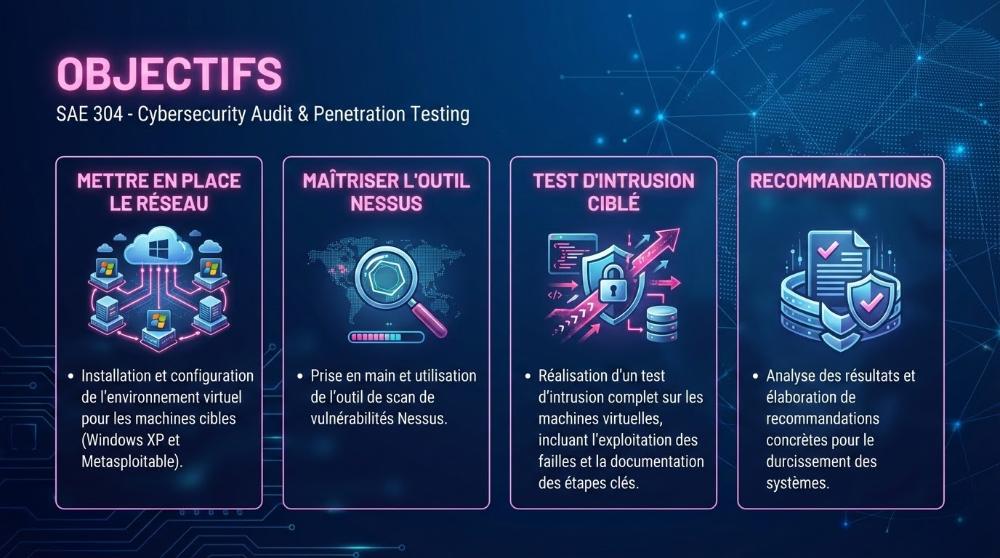 OBJECTIFS
SAE 304 - Cybersecurity Audit & Penetration Testing
METTRE EN PLACE
LE RÉSEAU
• Installation et configuration
de l'environnement virtuel
pour les machines cibles
(Windows XP et
Metasploitable).
MAÎTRISER L'OUTIL
NESSUS
• Prise en main et utilisation
de l'outil de scan de
vulnérabilités Nessus.
TEST D'INTRUSION
CIBLÉ
</>
• Réalisation d'un test
d'intrusion complet sur les
machines virtuelles,
incluant l'exploitation des
failles et la documentation
des étapes clés.
RECOMMANDATIONS
• Analyse des résultats et
élaboration de
recommandations
concrètes pour le
durcissement des
systèmes.